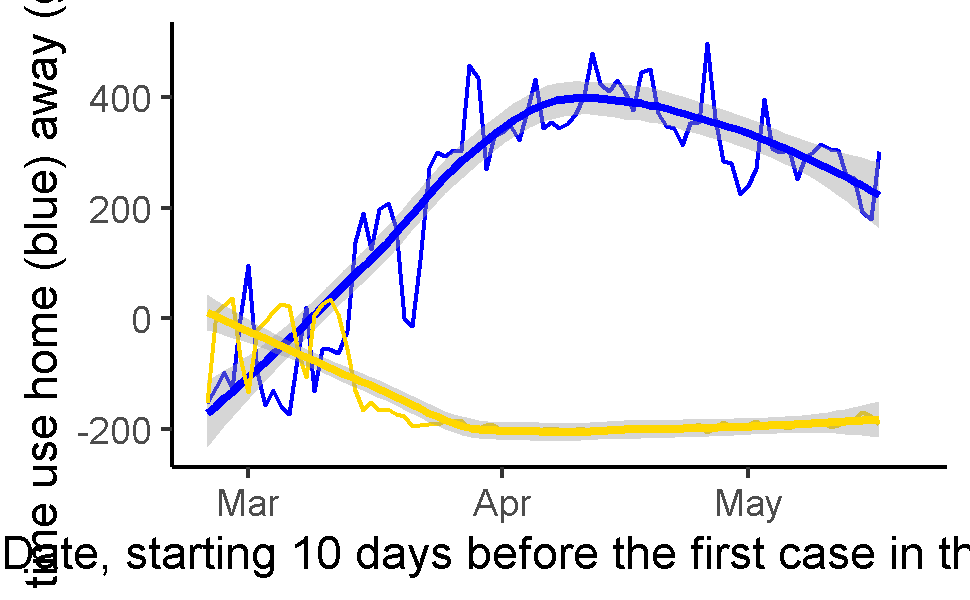 time use home (blue) away (
400
200
0
-200
Mar Apr May
Date, starting 10 days before the first case in th